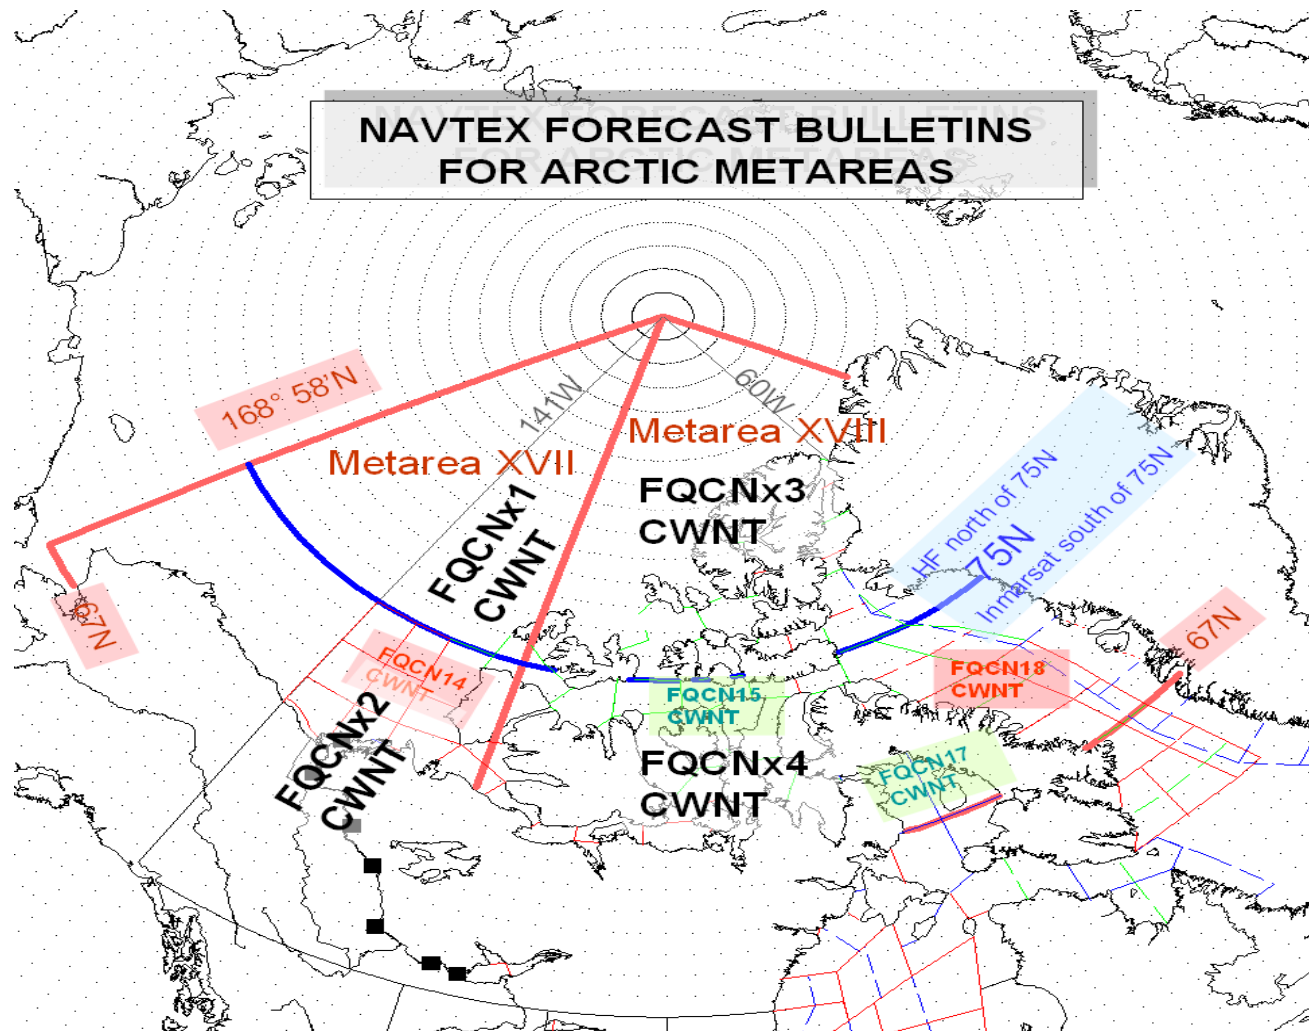 NAVTEX FORECAST BULLETINS
FOR ARCTIC METAREAS
168° 58’N
141W
60W
Metarea XVII
Metarea XVIII
FQCNx1
CWNT
FQCNx3
CWNT
HF north of 75N
75N
Inmarsat south of 75N
67N
67N
FQCN14
CWNT
FQCN15
CWNT
FQCN18
CWNT
FQCNx2
CWNT
FQCNx4
CWNT
FQCN17
CWNT